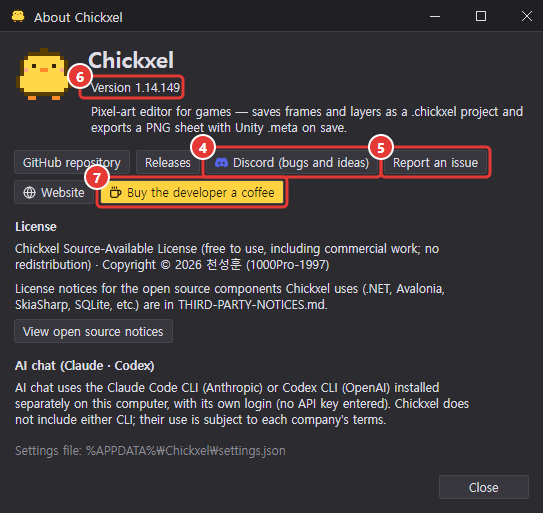 About Chickxel
Chickxel
6
Version 1.14.149
Pixel-art editor for games — saves frames and layers as a .chickxel project and
exports a PNG sheet with Unity .meta on save.
4
5
GitHub repository
Releases
Discord (bugs and ideas)
Report an issue
7
Website
Buy the developer a coffee
License
Chickxel Source-Available License (free to use, including commercial work; no
redistribution) · Copyright © 2026 천성훈 (1000Pro-1997)
License notices for the open source components Chickxel uses (.NET, Avalonia,
SkiaSharp, SQLite, etc.) are in THIRD-PARTY-NOTICES.md.
View open source notices
AI chat (Claude · Codex)
AI chat uses the Claude Code CLI (Anthropic) or Codex CLI (OpenAI) installed
separately on this computer, with its own login (no API key entered). Chickxel does
not include either CLI; their use is subject to each company's terms.
Settings file: %APPDATA%₩Chickxel₩settings.json
Close